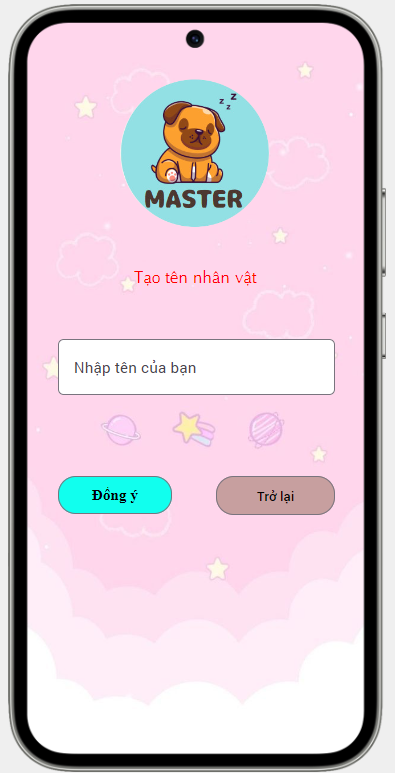 z z z
MASTER
Tạo tên nhân vật
Nhập tên của bạn
Đồng ý
Trở lại